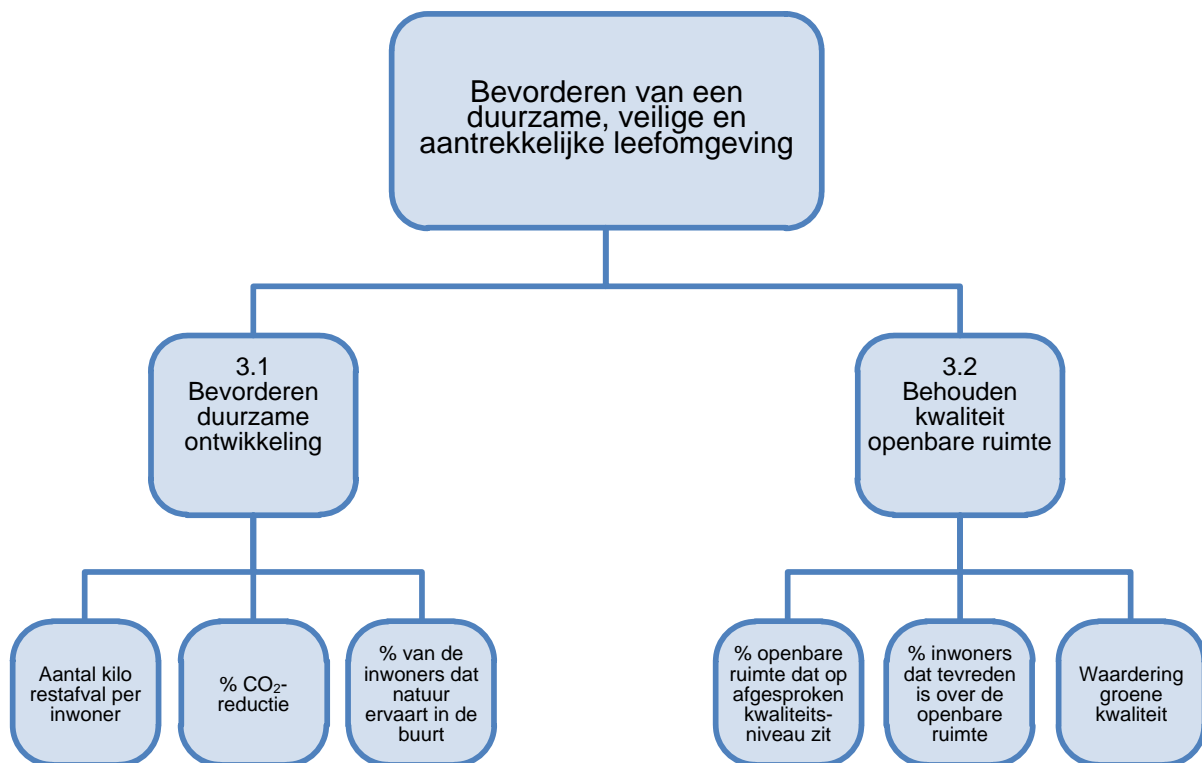 Bevorderen van een
duurzame, veilige en
aantrekkelijke leefomgeving
3.1
Bevorderen
duurzame
ontwikkeling
3.2
Behouden
kwaliteit
openbare ruimte
Aantal kilo
restafval per
inwoner
% CO₂-
reductie
% van de
inwoners dat
natuur
ervaart in de
buurt
% openbare
ruimte dat op
afgesproken
kwaliteits-
niveau zit
% inwoners
dat tevreden
is over de
openbare
ruimte
Waardering
groene
kwaliteit